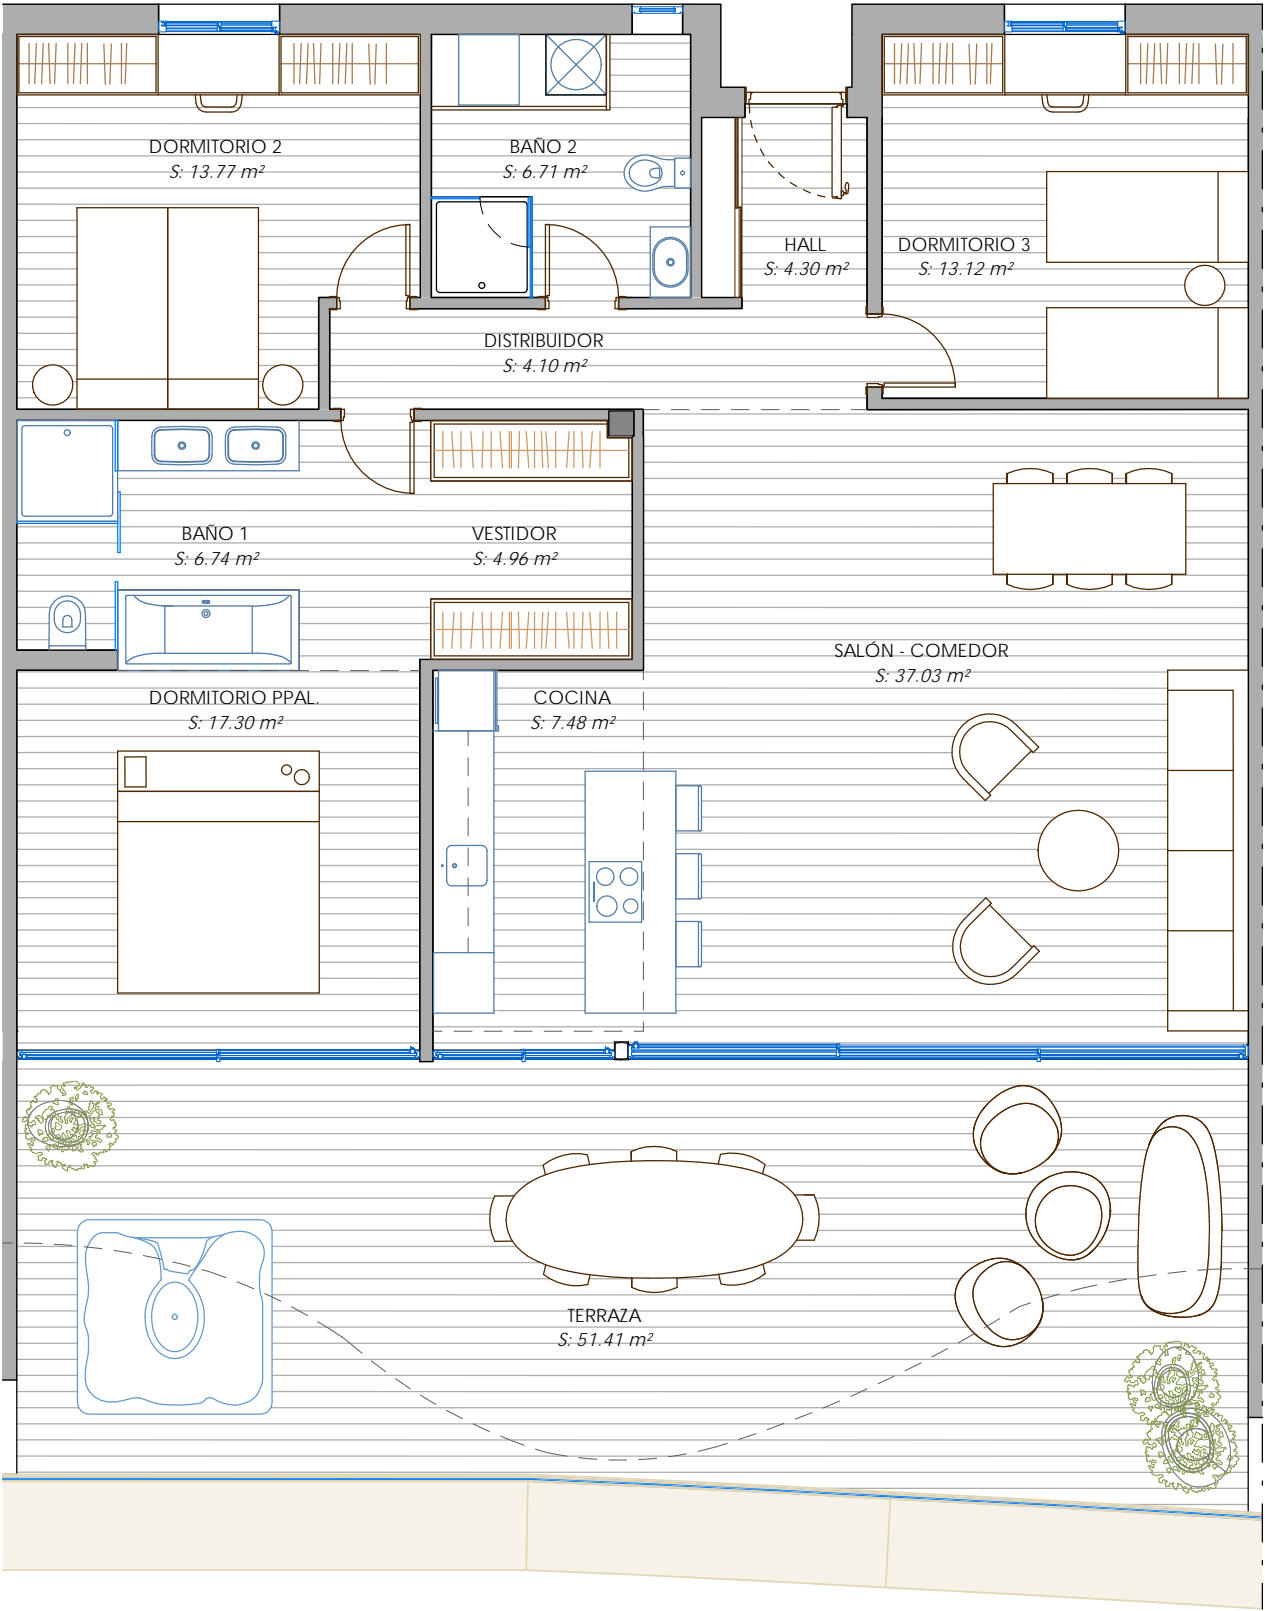 DORMITORIO 2
S: 13.77 m²
BAÑO 2
S: 6.71 m²
HALL
S: 4.30 m²
DORMITORIO 3
S: 13.12 m²
DISTRIBUIDOR
S: 4.10 m²
BAÑO 1
S: 6.74 m²
VESTIDOR
S: 4.96 m²
SALÓN - COMEDOR
S: 37.03 m²
DORMITORIO PPAL.
S: 17.30 m²
COCINA
S: 7.48 m²
TERRAZA
S: 51.41 m²